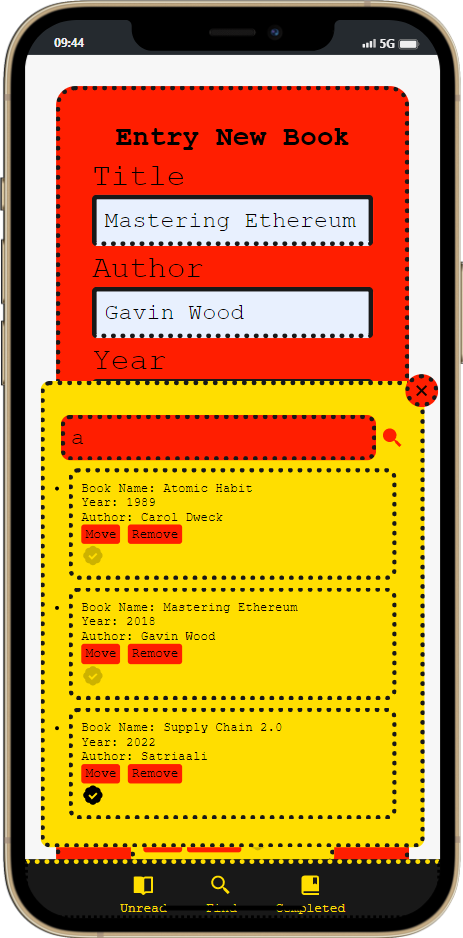 09:44
5G
Entry New Book
Title
Mastering Ethereum
Author
Gavin Wood
Year
a
Book Name: Atomic Habit
Year: 1989
Author: Carol Dweck
Move Remove
Book Name: Mastering Ethereum
Year: 2018
Author: Gavin Wood
Move Remove
Book Name: Supply Chain 2.0
Year: 2022
Author: Satriaali
Move Remove
Unread Find Completed